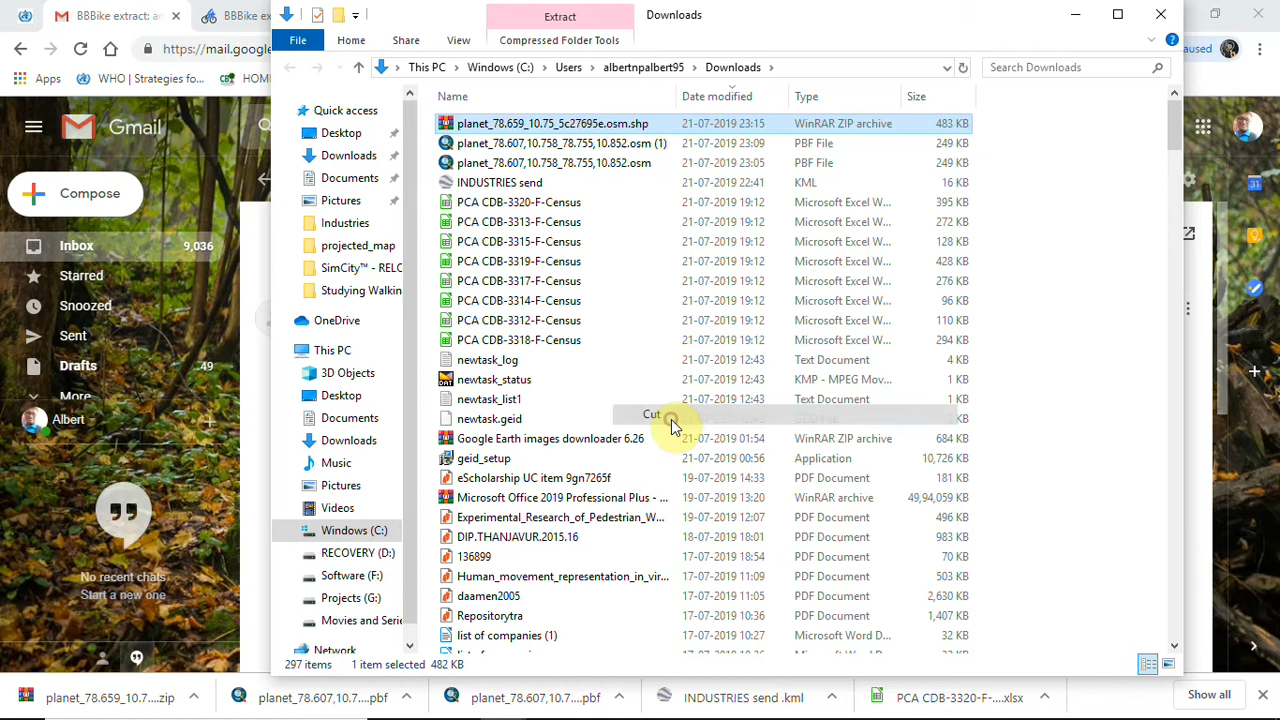 BBBike extract: an
BBBike ex
Extract
Downloads
https://mail.google
aused
File
Home
Share
View
Compressed Folder Tools
Apps
WHO | Strategies fo
HOM
This PC
Windows (C:)
Users
albertnpalbert95
Downloads
Search Downloads
Gmail
Compose
Inbox
9,036
Starred
Snoozed
Sent
Drafts
49
More
Albert
No recent chats
Start a new one
Quick access
Desktop
Downloads
Documents
Pictures
Industries
projected_map
SimCity™ - RELO
Studying Walkin
OneDrive
This PC
3D Objects
Desktop
Documents
Downloads
Music
Pictures
Videos
Windows (C:)
RECOVERY (D:)
Software (F:)
Projects (G:)
Movies and Serie
Network
Name
Date modified
Type
Size
planet_78.659_10.75_5c27695e.osm.shp 21-07-2019 23:15 WinRAR ZIP archive 483 KB
planet_78.607,10.758_78.755,10.852.osm (1) 21-07-2019 23:09 PBF File 249 KB
planet_78.607,10.758_78.755,10.852.osm 21-07-2019 23:05 PBF File 249 KB
INDUSTRIES send 21-07-2019 22:41 KML 16 KB
PCA CDB-3320-F-Census 21-07-2019 19:12 Microsoft Excel W... 395 KB
PCA CDB-3313-F-Census 21-07-2019 19:12 Microsoft Excel W... 272 KB
PCA CDB-3315-F-Census 21-07-2019 19:12 Microsoft Excel W... 128 KB
PCA CDB-3319-F-Census 21-07-2019 19:12 Microsoft Excel W... 428 KB
PCA CDB-3317-F-Census 21-07-2019 19:12 Microsoft Excel W... 276 KB
PCA CDB-3314-F-Census 21-07-2019 19:12 Microsoft Excel W... 96 KB
PCA CDB-3312-F-Census 21-07-2019 19:12 Microsoft Excel W... 110 KB
PCA CDB-3318-F-Census 21-07-2019 19:12 Microsoft Excel W... 294 KB
newtask_log 21-07-2019 12:43 Text Document 4 KB
newtask_status 21-07-2019 12:43 KMP - MPEG Mov... 1 KB
newtask_list1 21-07-2019 12:43 Text Document 1 KB
newtask.geid
Cut
Google Earth images downloader 6.26 21-07-2019 01:54 WinRAR ZIP archive 684 KB
geid_setup 21-07-2019 00:56 Application 10,726 KB
eScholarship UC item 9gn7265f 19-07-2019 14:33 PDF Document 181 KB
Microsoft Office 2019 Professional Plus - ... 19-07-2019 13:20 WinRAR archive 49,94,059 KB
Experimental_Research_of_Pedestrian_W... 19-07-2019 12:07 PDF Document 496 KB
DIP.THANJAVUR.2015.16 18-07-2019 18:01 PDF Document 983 KB
136899 17-07-2019 18:54 PDF Document 70 KB
Human_movement_representation_in_vir... 17-07-2019 11:09 PDF Document 503 KB
daamen2005 17-07-2019 11:05 PDF Document 2,630 KB
Repositorytra 17-07-2019 10:36 PDF Document 1,407 KB
list of companies (1) 17-07-2019 10:27 Microsoft Word D... 32 KB
297 items
1 item selected 482 KB
planet_78.659_10.7....zip
planet_78.607,10.7....pbf
planet_78.607,10.7....pbf
INDUSTRIES send .kml
PCA CDB-3320-F-....xlsx
Show all